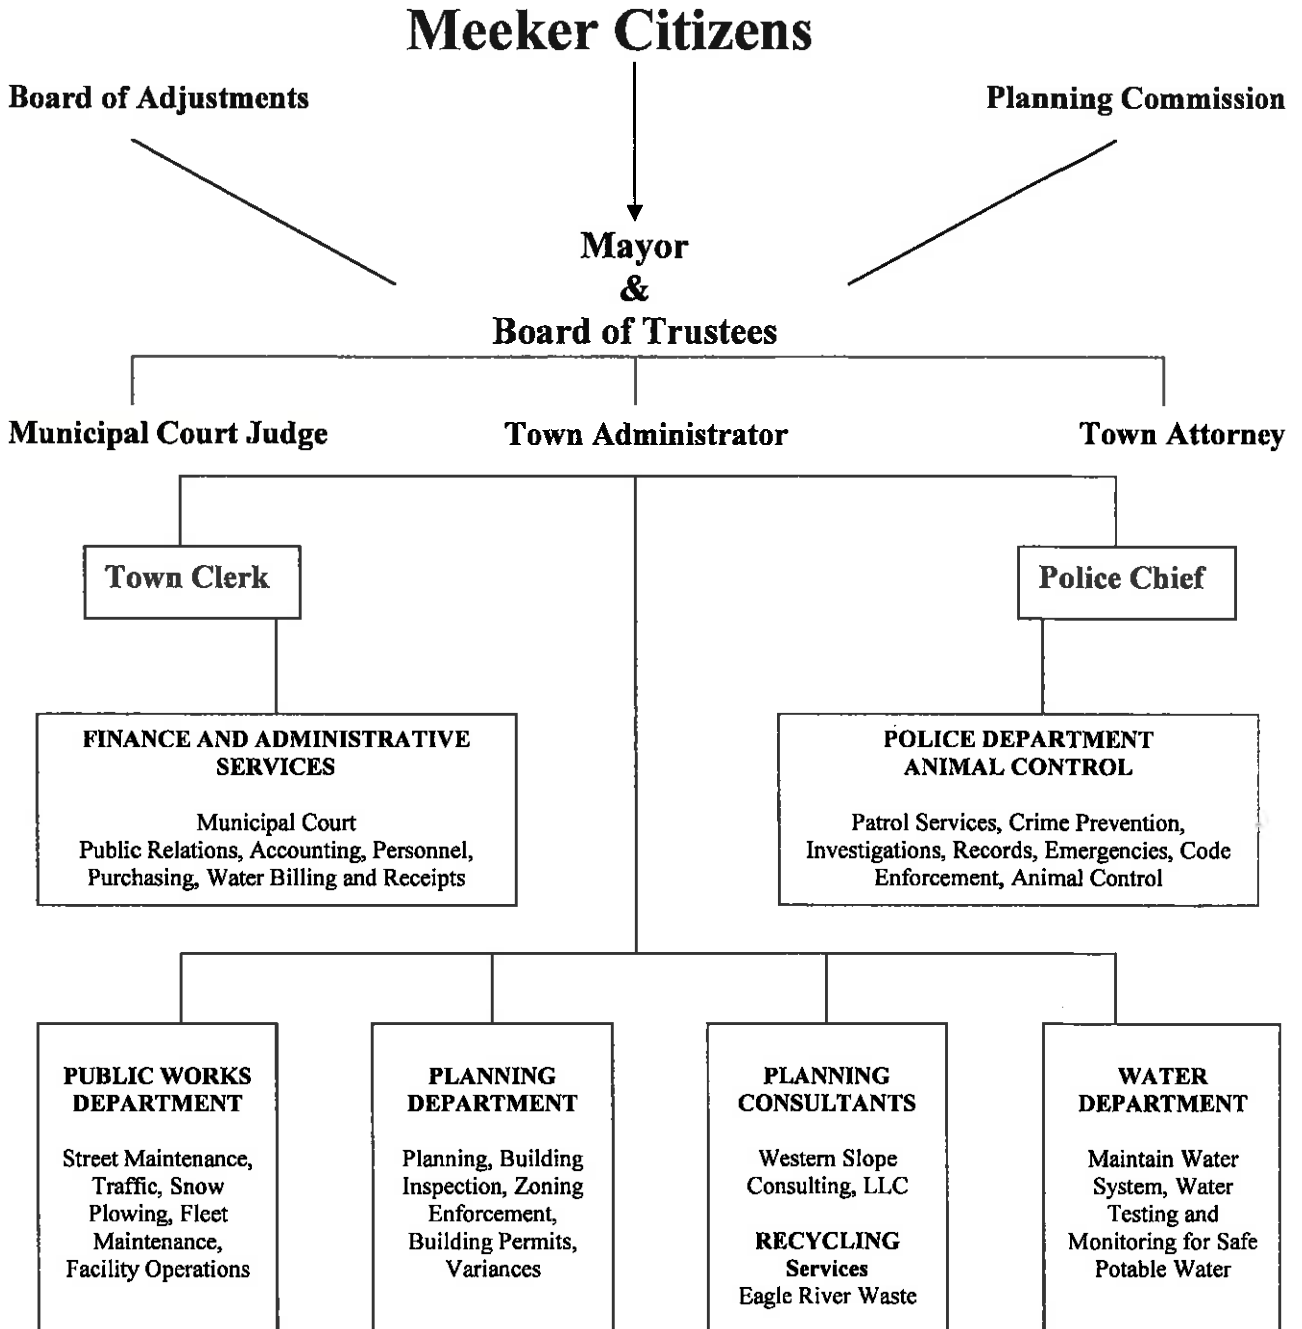 Meeker Citizens
Board of Adjustments
Planning Commission
Mayor
&
Board of Trustees
Municipal Court Judge
Town Administrator
Town Attorney
Town Clerk
Police Chief
FINANCE AND ADMINISTRATIVE
SERVICES
Municipal Court
Public Relations, Accounting, Personnel,
Purchasing, Water Billing and Receipts
POLICE DEPARTMENT
ANIMAL CONTROL
Patrol Services, Crime Prevention,
Investigations, Records, Emergencies, Code
Enforcement, Animal Control
PUBLIC WORKS
DEPARTMENT
Street Maintenance,
Traffic, Snow
Plowing, Fleet
Maintenance,
Facility Operations
PLANNING
DEPARTMENT
Planning, Building
Inspection, Zoning
Enforcement,
Building Permits,
Variances
PLANNING
CONSULTANTS
Western Slope
Consulting, LLC
RECYCLING
Services
Eagle River Waste
WATER
DEPARTMENT
Maintain Water
System, Water
Testing and
Monitoring for Safe
Potable Water